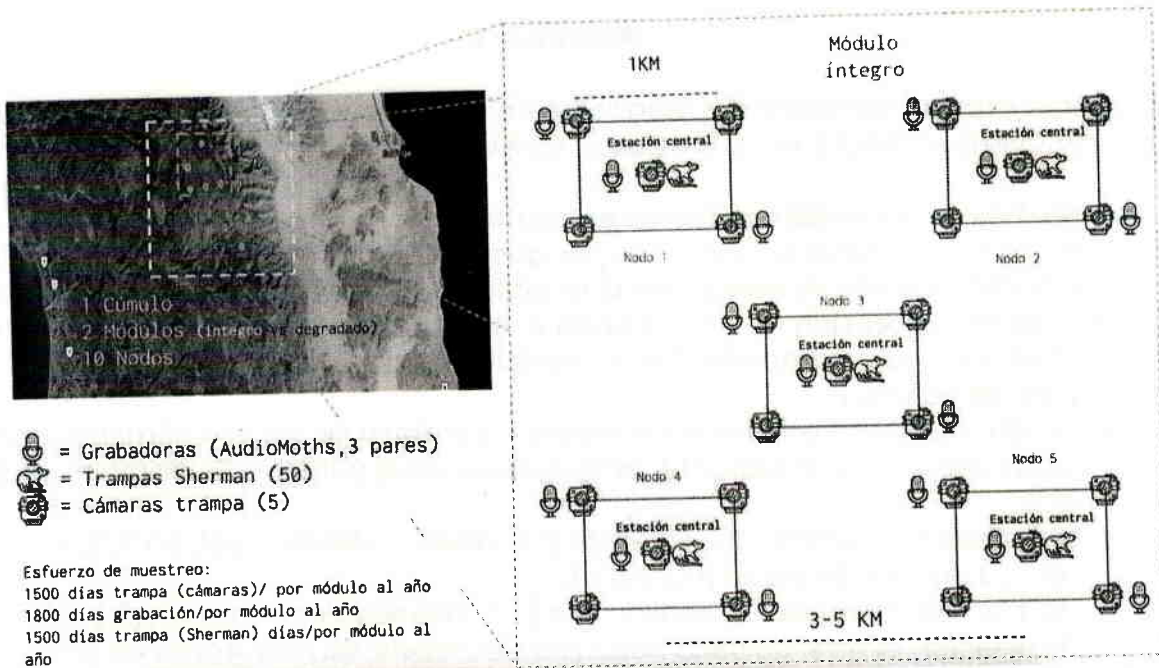 1 Cúmulo
2 Módulos (íntegro vs degradado)
10 Nodos
= Grabadoras (AudioMoths,3 pares)
= Trampas Sherman (50)
= Cámaras trampa (5)
Esfuerzo de muestreo:
1500 días trampa (cámaras)/ por módulo al año
1800 días grabación/por módulo al año
1500 días trampa (Sherman) días/por módulo al
año
1KM
Módulo
íntegro
Estación central
Nodo 1
Estación central
Nodo 2
Nodo 3
Estación central
Nodo 4
Estación central
Nodo 5
Estación central
3-5 KM